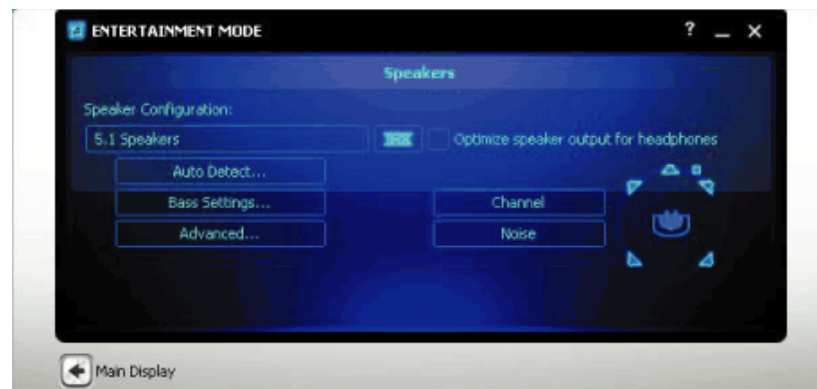 ENTERTAINMENT MODE ? _ X
Speakers
Speaker Configuration:
5.1 Speakers
THX
Optimize speaker output for headphones
Auto Detect...
Bass Settings...
Channel
Advanced...
Noise
Main Display